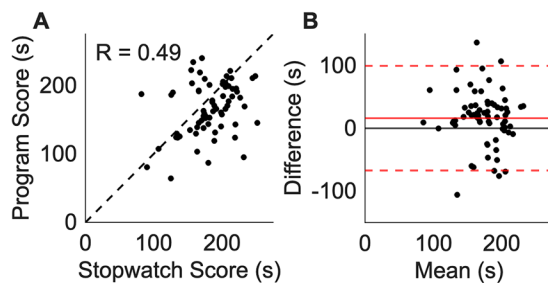 A
R = 0.49
Program Score (s)
200
100
0
0 100 200
Stopwatch Score (s)
B
Difference (s)
100
0
-100
0 100 200
Mean (s)